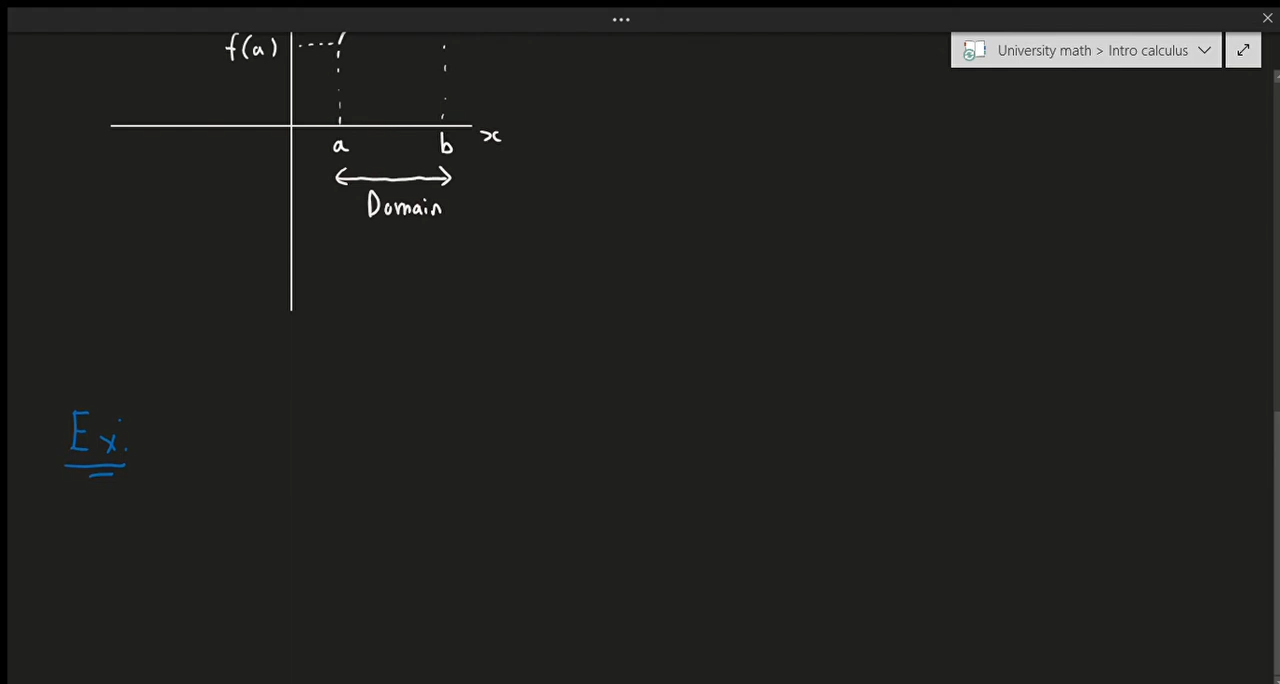 ...
University math > Intro calculus
f(a)
a b x
Domain
Ex: